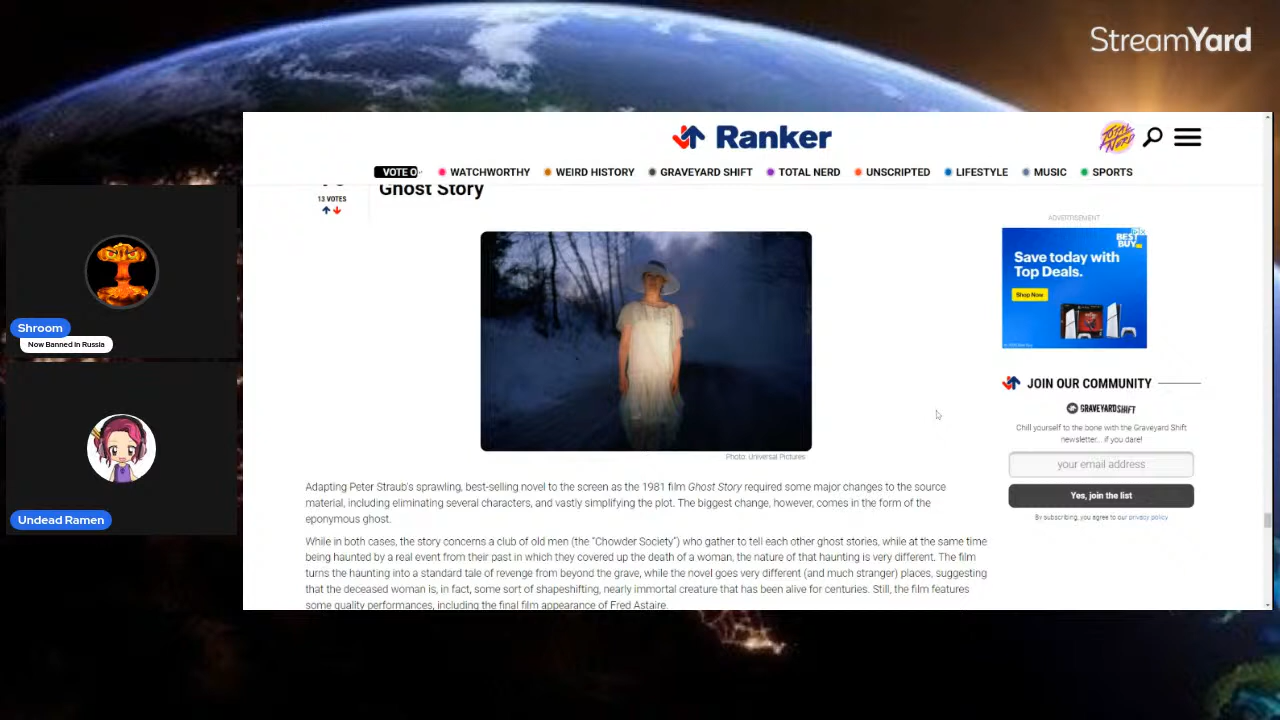 StreamYard
Ranker
TOTAL NERD
VOTE O
WATCHWORTHY
WEIRD HISTORY
GRAVEYARD SHIFT
TOTAL NERD
UNSCRIPTED
LIFESTYLE
MUSIC
SPORTS
Ghost Story
13 VOTES
Photo: Universal Pictures
Adapting Peter Straub's sprawling, best-selling novel to the screen as the 1981 film Ghost Story required some major changes to the source
material, including eliminating several characters, and vastly simplifying the plot. The biggest change, however, comes in the form of the
eponymous ghost.
While in both cases, the story concerns a club of old men (the "Chowder Society") who gather to tell each other ghost stories, while at the same time
being haunted by a real event from their past in which they covered up the death of a woman, the nature of that haunting is very different. The film
turns the haunting into a standard tale of revenge from beyond the grave, while the novel goes very different (and much stranger) places, suggesting
that the deceased woman is, in fact, some sort of shapeshifting, nearly immortal creature that has been alive for centuries. Still, the film features
some quality performances, including the final film appearance of Fred Astaire.
ADVERTISEMENT
BEST
BUY
Save today with
Top Deals.
Shop Now
JOIN OUR COMMUNITY
GRAVEYARD SHIFT
Chill yourself to the bone with the Graveyard Shift
newsletter... if you dare!
your email address
Yes, join the list
By subscribing, you agree to our privacy policy
Shroom
Now Banned in Russia
Undead Ramen